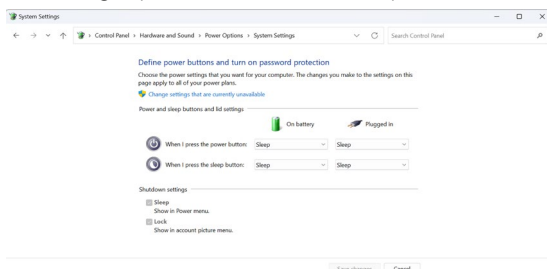 System Settings
Control Panel > Hardware and Sound > Power Options > System Settings
Search Control Panel
Define power buttons and turn on password protection
Choose the power settings that you want for your computer. The changes you make to the settings on this
page apply to all of your power plans.
Change settings that are currently unavailable
Power and sleep buttons and lid settings
On battery Plugged in
When I press the power button: Sleep Sleep
When I press the sleep button: Sleep Sleep
Shutdown settings
Sleep
Show in Power menu.
Lock
Show in account picture menu.
Save changes Cancel